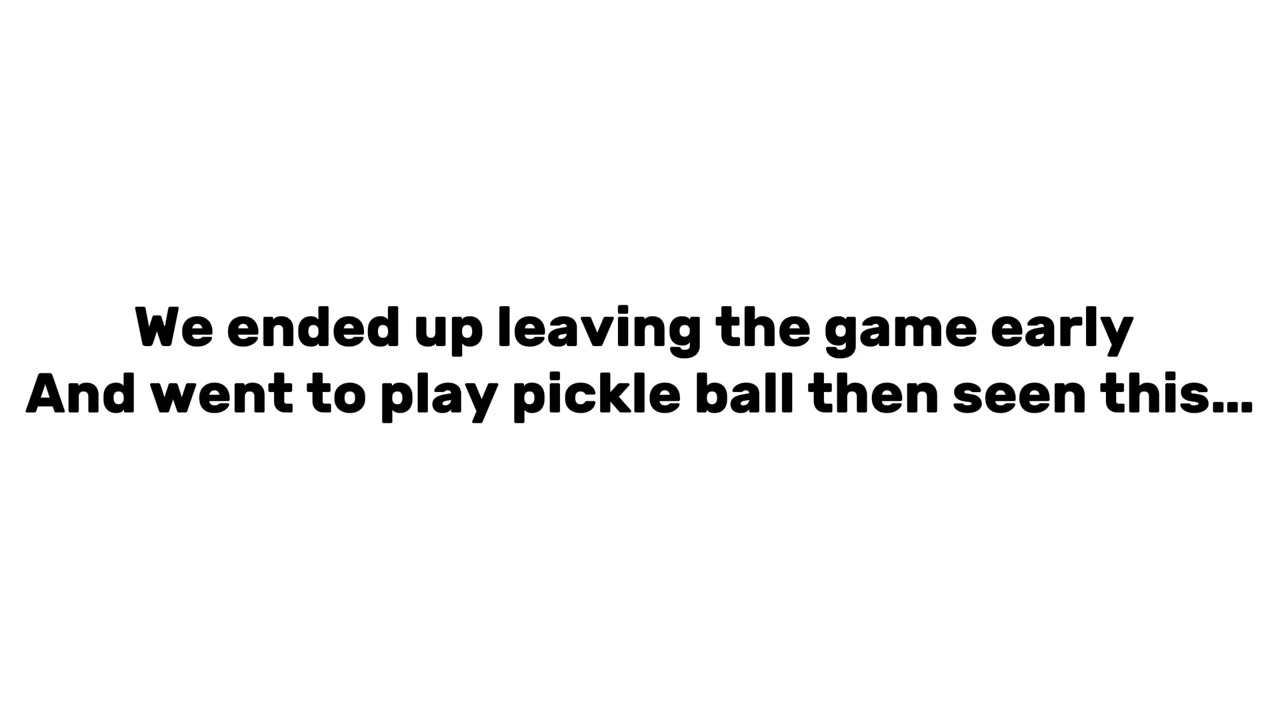 We ended up leaving the game early
And went to play pickle ball then seen this...